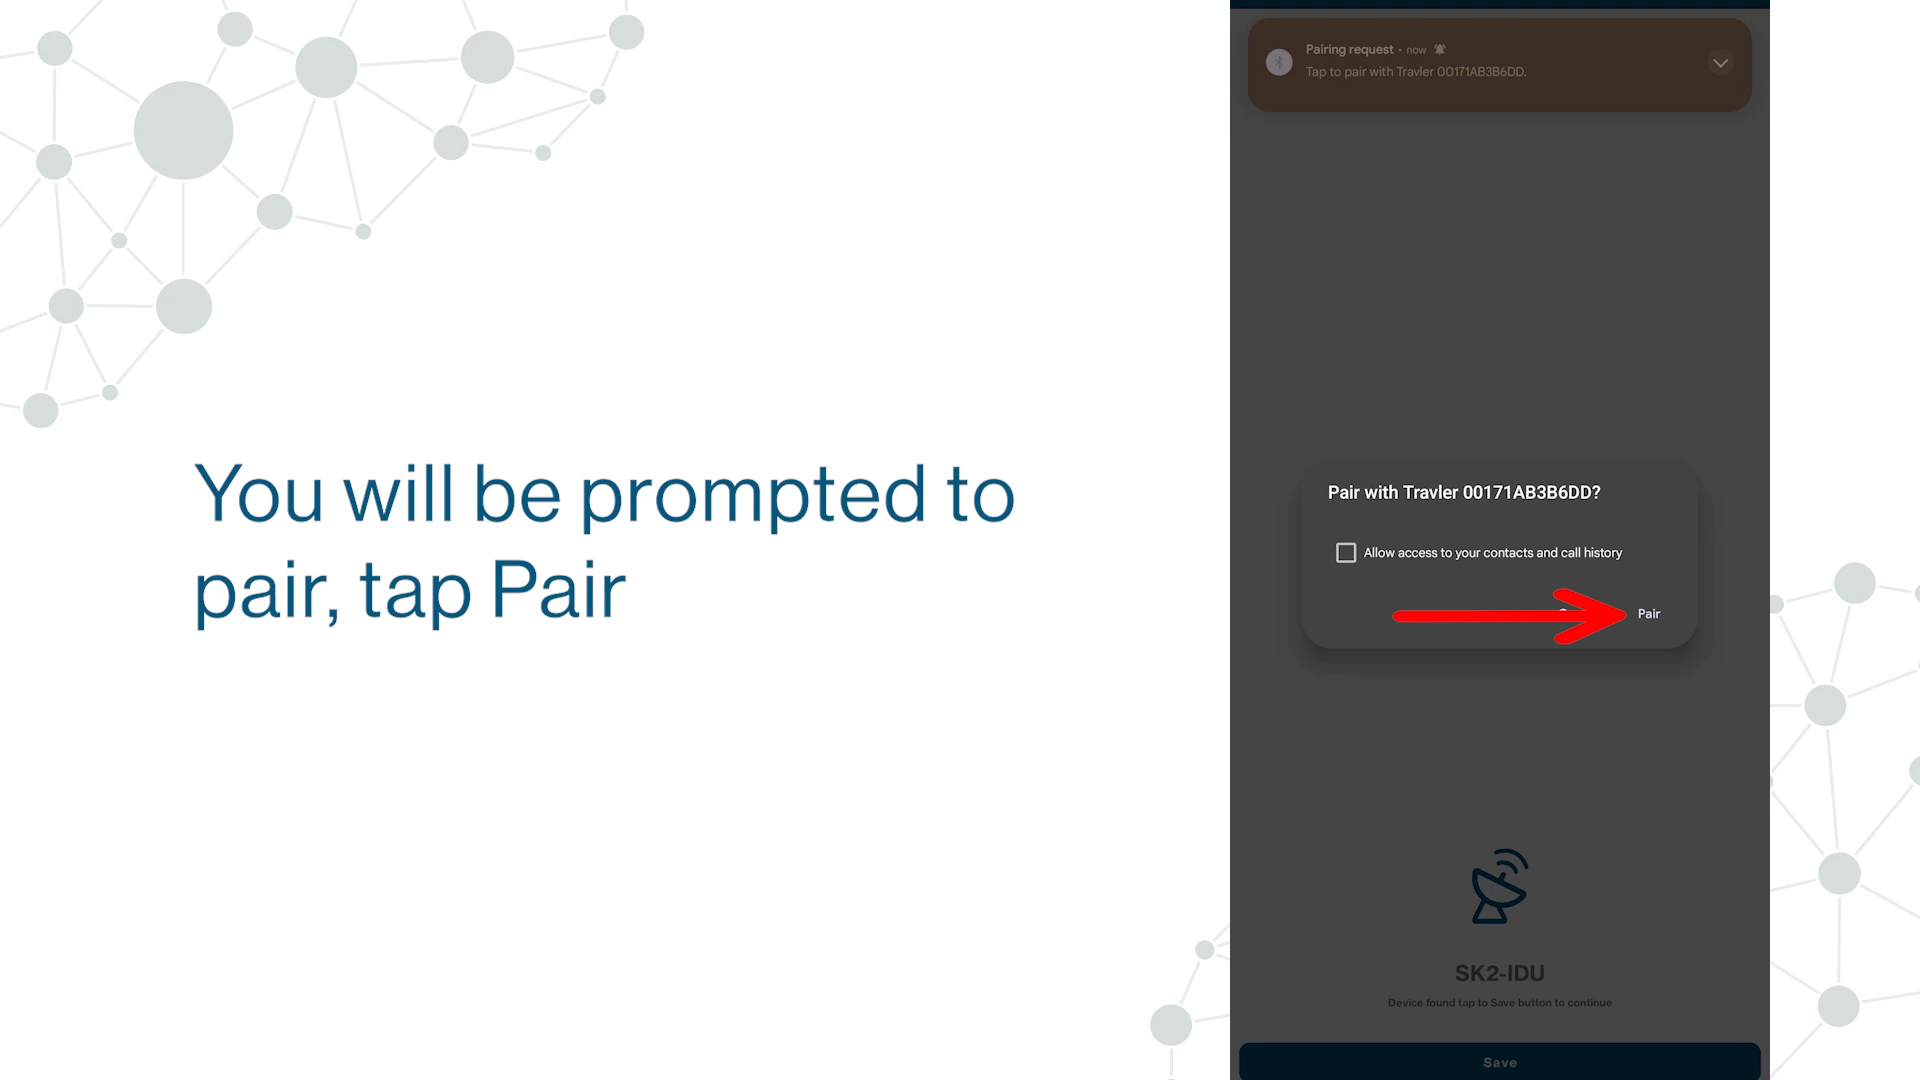 You will be prompted to
pair, tap Pair
Pairing request • now
Tap to pair with Travler 00171AB3B6DD.
Pair with Travler 00171AB3B6DD?
Allow access to your contacts and call history
Pair
SK2-IDU
Device found tap to Save button to continue
Save